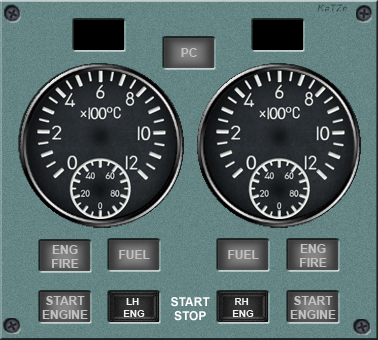 KaTZe
PC
6 6
4 8 4 8
×100°C ×100°C
2 10 2 10
0 12 0 12
40 60 40 60
20 80 20 80
0 0
ENG FUEL FUEL ENG
FIRE FIRE
START LH START RH START
ENGINE ENG STOP ENG ENGINE